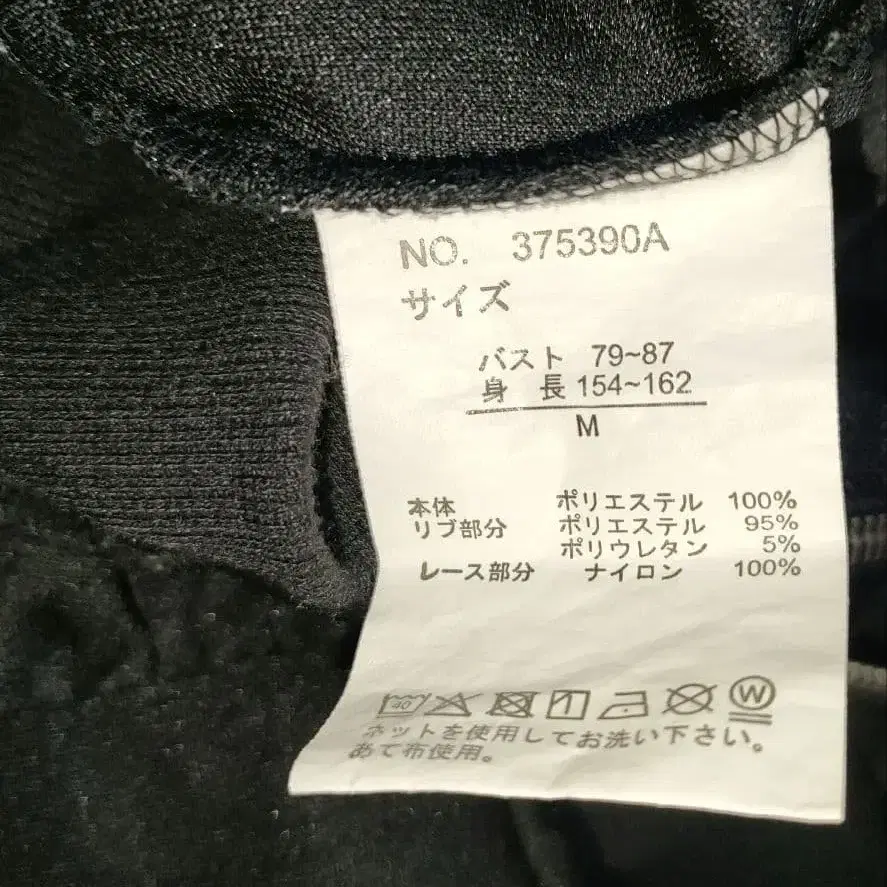 NO. 375390A
サイズ
バスト 79~87
身 長 154~162
M
本体 ポリエステル 100%
リブ部分 ポリエステル 95%
ポリウレタン 5%
レース部分 ナイロン 100%
40 W
ネットを使用してお洗い下さい。
あて布使用。